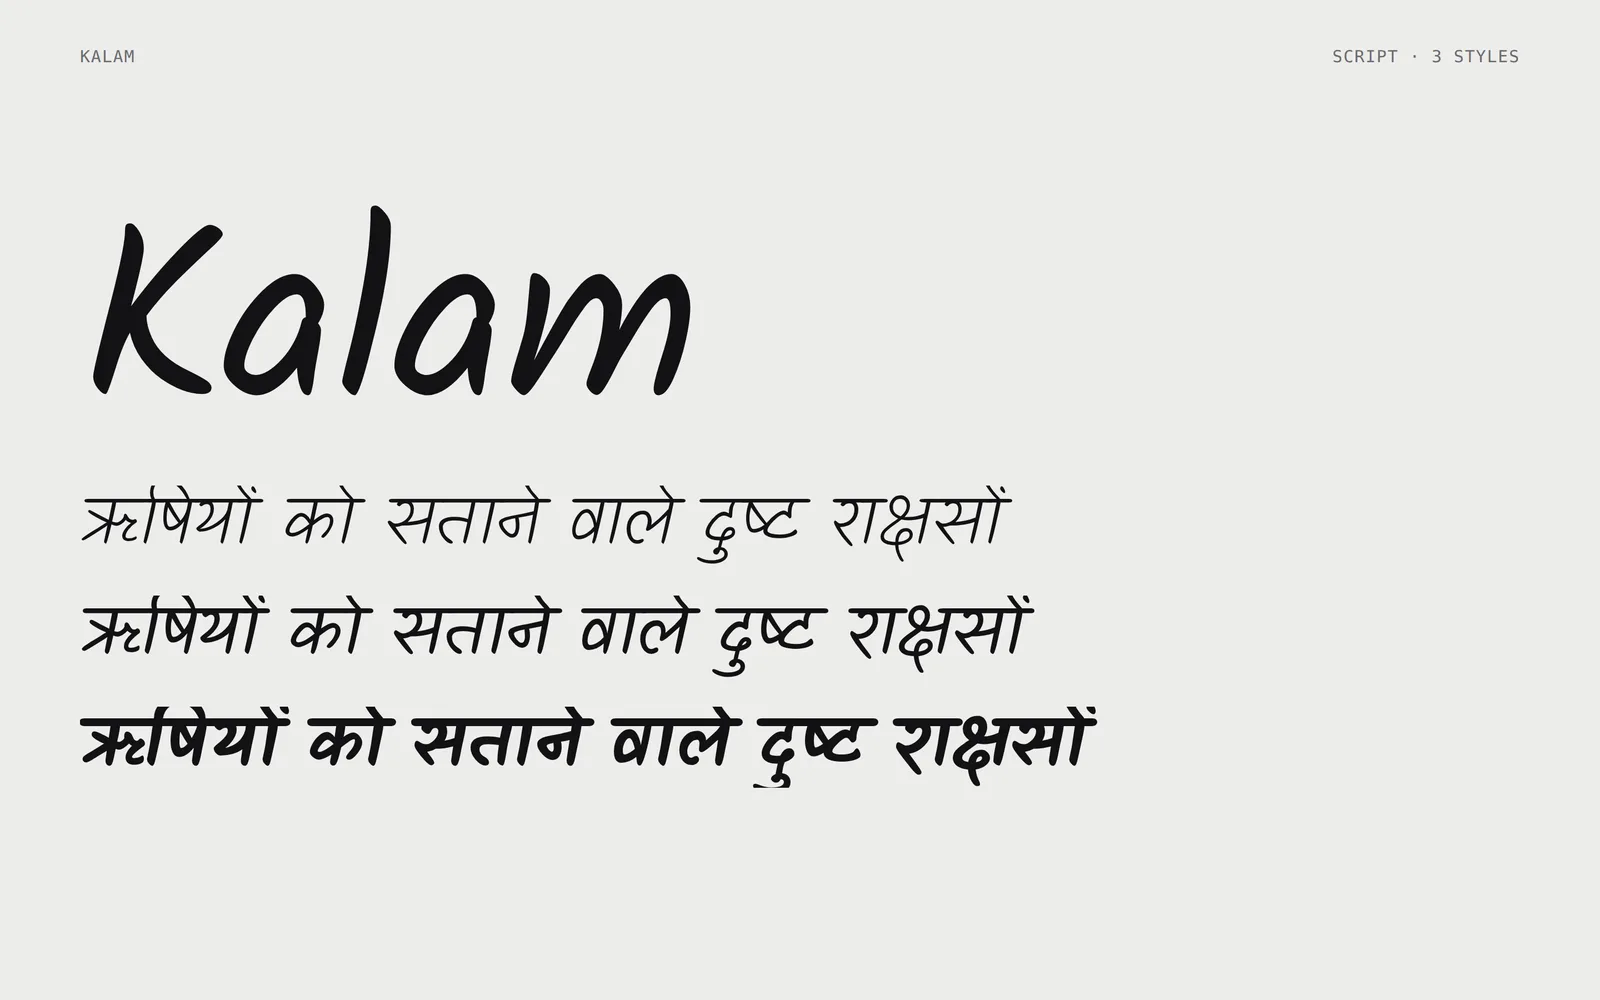 KALAM
SCRIPT · 3 STYLES
Kalam
ऋषियों को सताने वाले दुष्ट राक्षसों
ऋषियों को सताने वाले दुष्ट राक्षसों
ऋषियों को सताने वाले दुष्ट राक्षसों